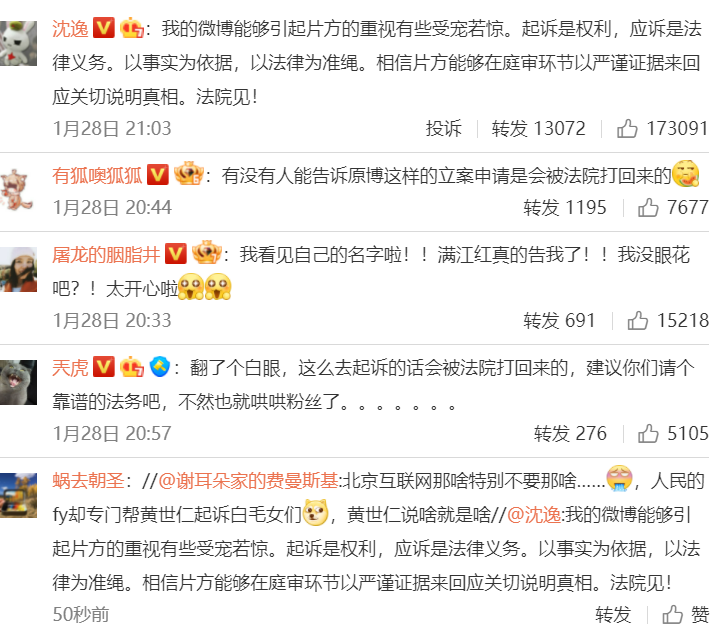 沈逸：我的微博能够引起片方的重视有些受宠若惊。起诉是权利，应诉是法
律义务。以事实为依据，以法律为准绳。相信片方能够在庭审环节以严谨证据来回
应关切说明真相。法院见！
1月28日 21:03 投诉 转发 13072 173091
有狐噢狐狐：有没有人能告诉原博这样的立案申请是会被法院打回来的
1月28日 20:44 转发 1195 7677
屠龙的胭脂井：我看见自己的名字啦！！满江红真的告我了！！我没眼花
吧？！太开心啦
1月28日 20:33 转发 691 15218
兲虎：翻了个白眼，这么去起诉的话会被法院打回来的，建议你们请个
靠谱的法务吧，不然也就哄哄粉丝了。。。。。。。
1月28日 20:57 转发 276 5105
蜗去朝圣：//@谢耳朵家的费曼斯基:北京互联网那啥特别不要那啥……，人民的
fy却专门帮黄世仁起诉白毛女们，黄世仁说啥就是啥//@沈逸:我的微博能够引
起片方的重视有些受宠若惊。起诉是权利，应诉是法律义务。以事实为依据，以法
律为准绳。相信片方能够在庭审环节以严谨证据来回应关切说明真相。法院见！
50秒前 转发 赞